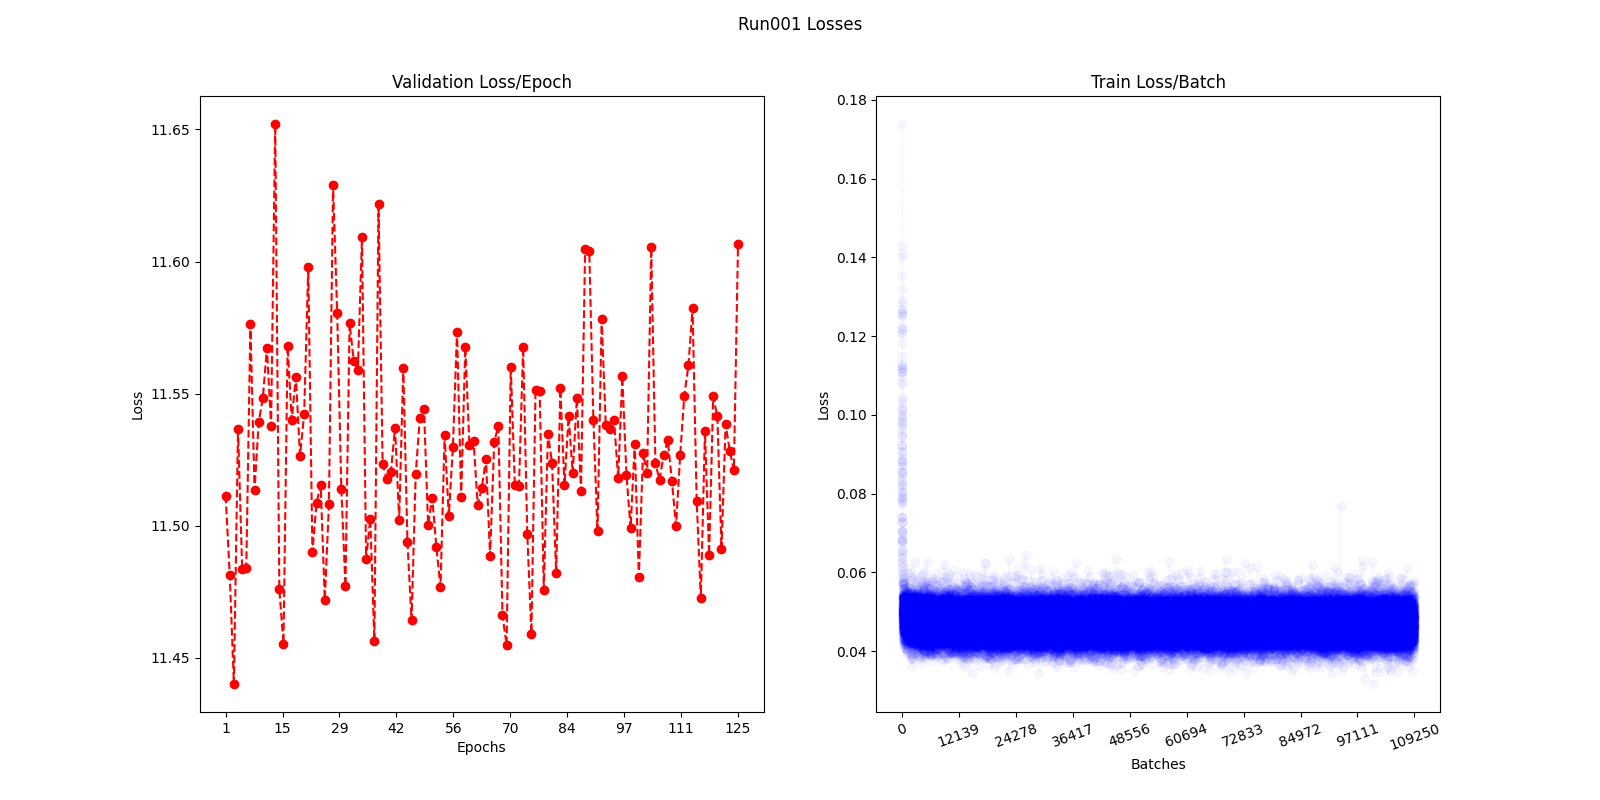 Run001 Losses
Validation Loss/Epoch
Loss
11.65
11.60
11.55
11.50
11.45
1 15 29 42 56 70 84 97 111 125
Epochs
Train Loss/Batch
Loss
0.18
0.16
0.14
0.12
0.10
0.08
0.06
0.04
0 12139 24278 36417 48556 60694 72833 84972 97111 109250
Batches